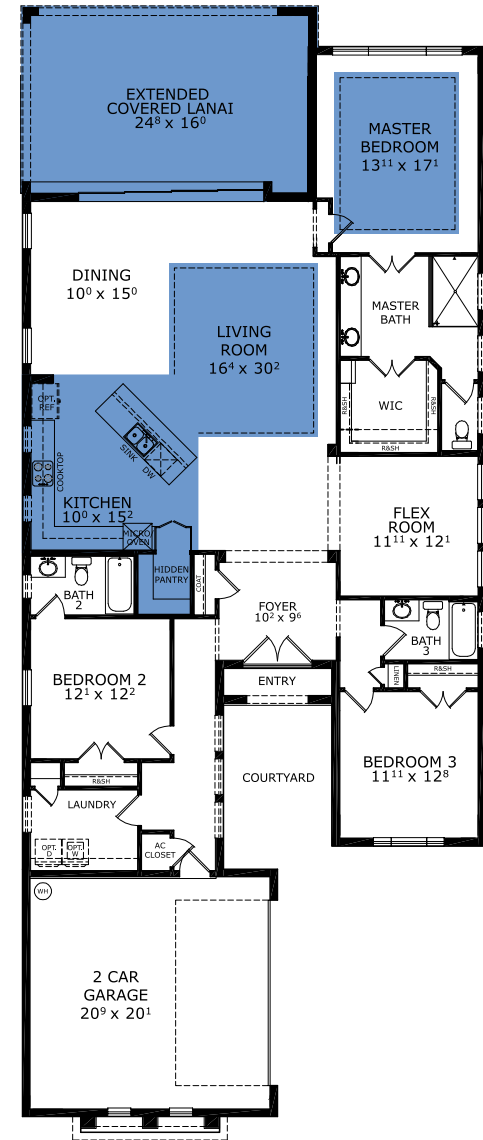 EXTENDED
COVERED LANAI
24⁸ x 16⁰
MASTER
BEDROOM
13¹¹ x 17¹
DINING
10⁰ x 15⁰
LIVING
ROOM
16⁴ x 30²
MASTER
BATH
OPT.
REF
COOKTOP
SINK
DW
KITCHEN
10⁰ x 15²
MICRO
OVEN
HIDDEN
PANTRY
R&SH
WIC
R&SH
R&SH
FLEX
ROOM
11¹¹ x 12¹
BATH
2
COAT
FOYER
10² x 9⁶
BATH
3
LINEN
R&SH
BEDROOM 2
12¹ x 12²
ENTRY
R&SH
LAUNDRY
COURTYARD
BEDROOM 3
11¹¹ x 12⁸
OPT.
D
OPT.
W
AC
CLOSET
WH
2 CAR
GARAGE
20⁹ x 20¹